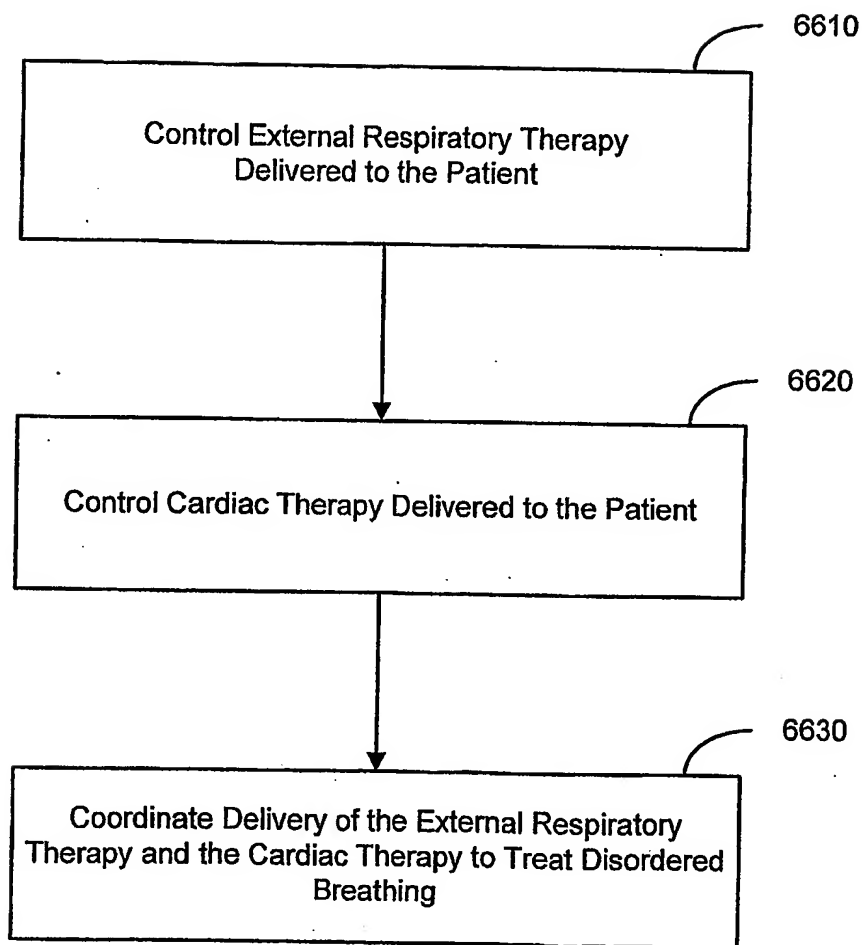 6610
Control External Respiratory Therapy
Delivered to the Patient
6620
Control Cardiac Therapy Delivered to the Patient
6630
Coordinate Delivery of the External Respiratory
Therapy and the Cardiac Therapy to Treat Disordered
Breathing